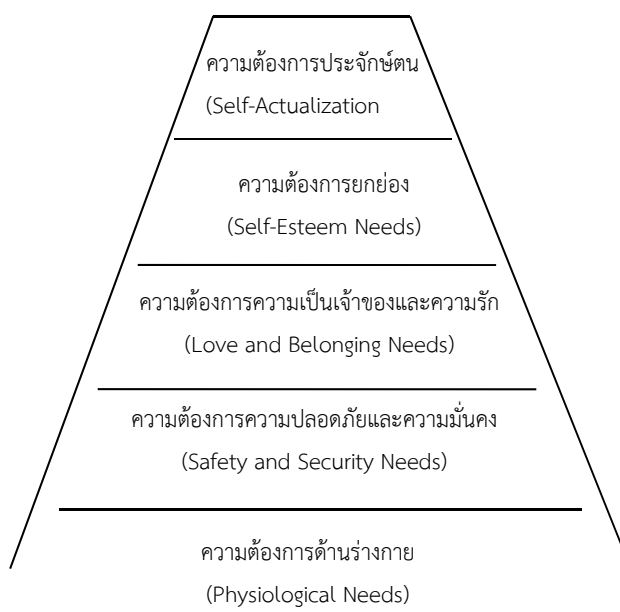 ความต้องการประจักษ์ตน
(Self-Actualization
ความต้องการยกย่อง
(Self-Esteem Needs)
ความต้องการความเป็นเจ้าของและความรัก
(Love and Belonging Needs)
ความต้องการความปลอดภัยและความมั่นคง
(Safety and Security Needs)
ความต้องการด้านร่างกาย
(Physiological Needs)